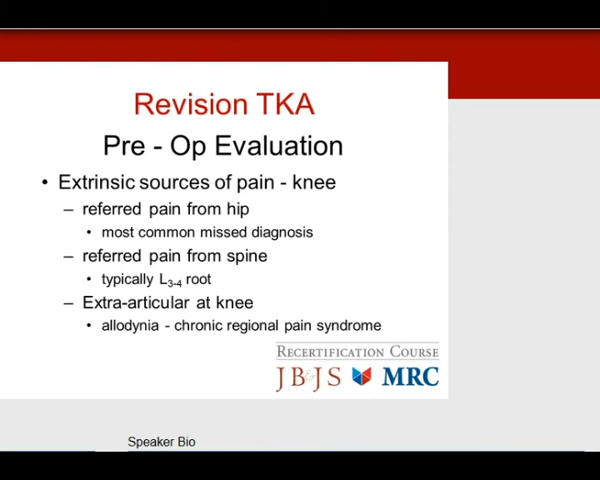 Revision TKA
Pre - Op Evaluation
• Extrinsic sources of pain - knee
– referred pain from hip
• most common missed diagnosis
– referred pain from spine
• typically L3-4 root
– Extra-articular at knee
• allodynia - chronic regional pain syndrome
RECERTIFICATION COURSE
JB&JS MRC
Speaker Bio